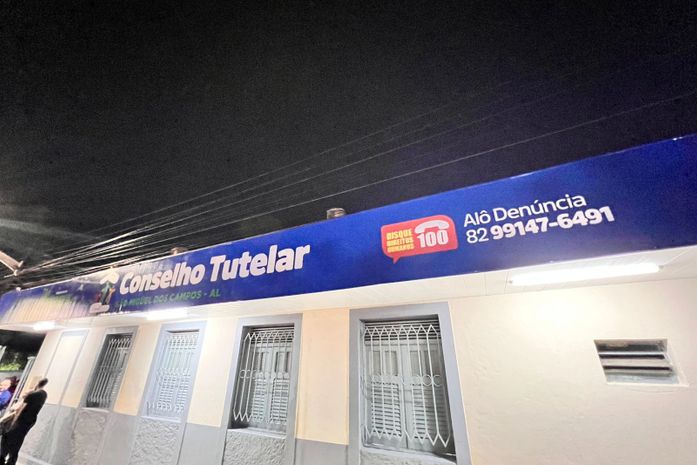 Conselho Tutelar
SÃO MIGUEL DOS CAMPOS - AL
DISQUE
DIREITOS
HUMANOS
100
Alô Denúncia
82 99147-6491